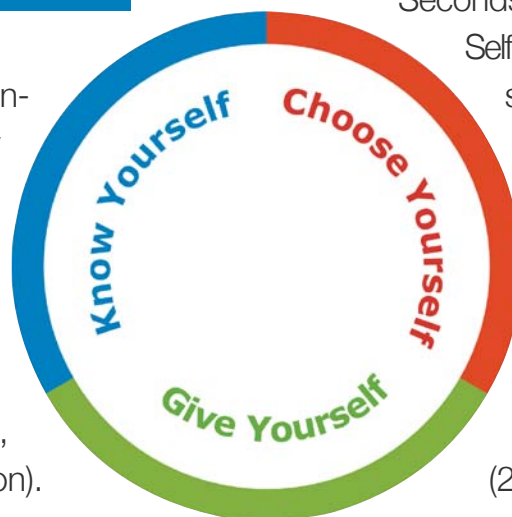 Seconds
Self
n-
s
Know Yourself
Choose Yourself
Give Yourself
,
on).
(2